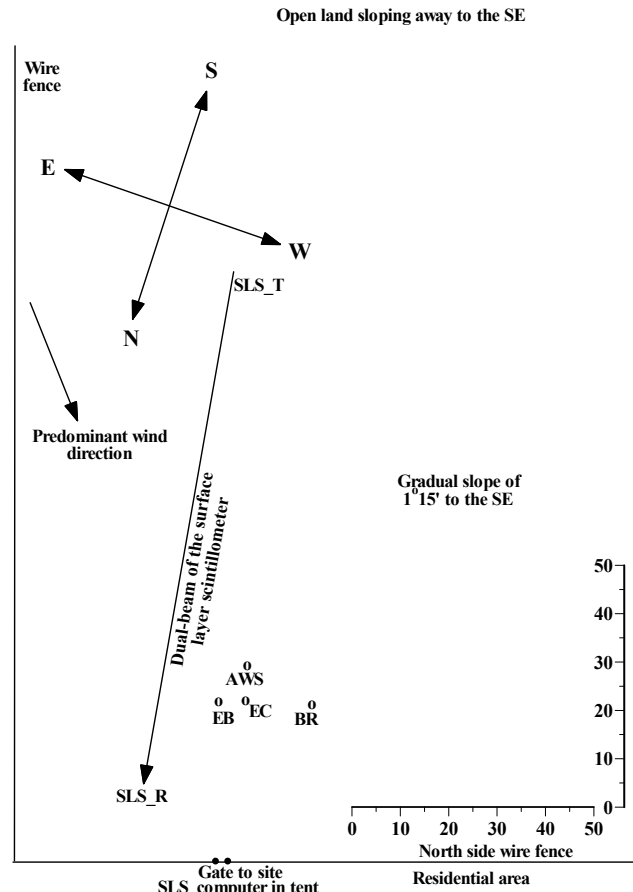 Open land sloping away to the SE
Wire
fence
S
E
W
SLS_T
N
Predominant wind
direction
Dual-beam of the surface
layer scintillometer
Gradual slope of
1°15' to the SE
50
40
30
20
10
0
AWS
EB
EC
BR
SLS_R
0 10 20 30 40 50
North side wire fence
Gate to site
SLS computer in tent
Residential area